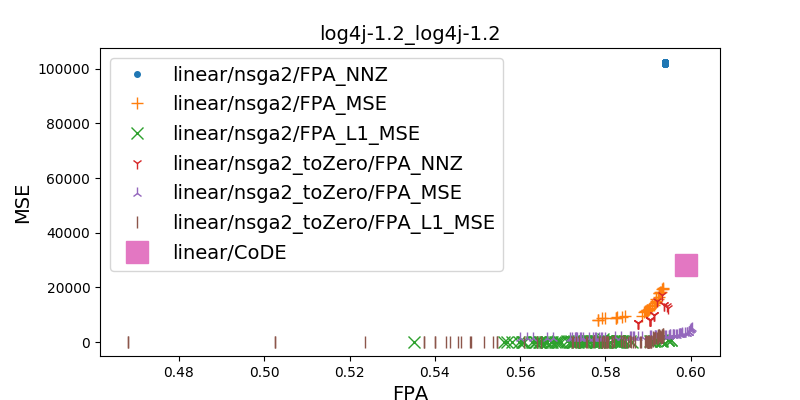 log4j-1.2_log4j-1.2
linear/nsga2/FPA_NNZ
linear/nsga2/FPA_MSE
linear/nsga2/FPA_L1_MSE
linear/nsga2_toZero/FPA_NNZ
linear/nsga2_toZero/FPA_MSE
linear/nsga2_toZero/FPA_L1_MSE
linear/CoDE
MSE
100000
80000
60000
40000
20000
0
0.48 0.50 0.52 0.54 0.56 0.58 0.60
FPA